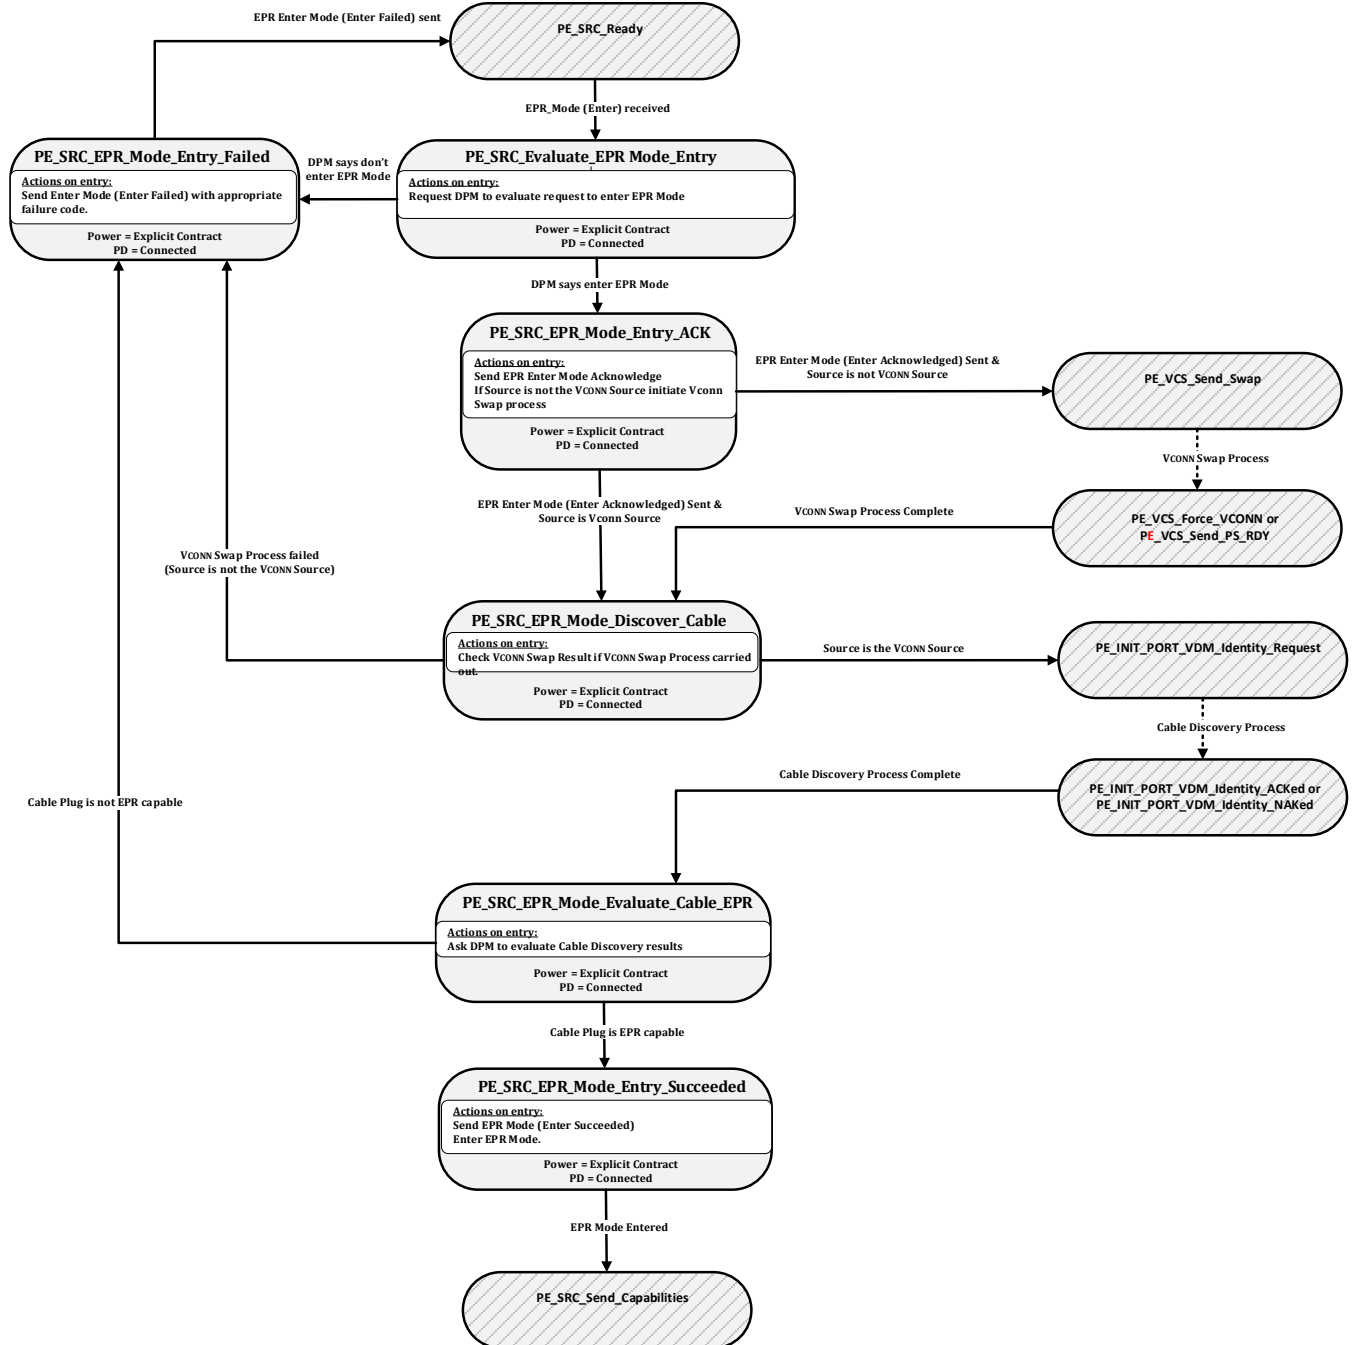 EPR Enter Mode (Enter Failed) sent
PE_SRC_Ready
EPR_Mode (Enter) received
PE_SRC_EPR_Mode_Entry_Failed
Actions on entry:
Send Enter Mode (Enter Failed) with appropriate
failure code.
Power = Explicit Contract
PD = Connected
DPM says don't
enter EPR Mode
PE_SRC_Evaluate_EPR Mode_Entry
Actions on entry:
Request DPM to evaluate request to enter EPR Mode
Power = Explicit Contract
PD = Connected
DPM says enter EPR Mode
PE_SRC_EPR_Mode_Entry_ACK
Actions on entry:
Send EPR Enter Mode Acknowledge
If Source is not the VCONN Source initiate Vconn
Swap process
Power = Explicit Contract
PD = Connected
EPR Enter Mode (Enter Acknowledged) Sent &
Source is not VCONN Source
PE_VCS_Send_Swap
VCONN Swap Process
EPR Enter Mode (Enter Acknowledged) Sent &
Source is Vconn Source
VCONN Swap Process Complete
PE_VCS_Force_VCONN or
PE_VCS_Send_PS_RDY
VCONN Swap Process failed
(Source is not the VCONN Source)
PE_SRC_EPR_Mode_Discover_Cable
Actions on entry:
Check VCONN Swap Result if VCONN Swap Process carried
out.
Power = Explicit Contract
PD = Connected
Source is the VCONN Source
PE_INIT_PORT_VDM_Identity_Request
Cable Discovery Process
Cable Discovery Process Complete
PE_INIT_PORT_VDM_Identity_ACKed or
PE_INIT_PORT_VDM_Identity_NAKed
Cable Plug is not EPR capable
PE_SRC_EPR_Mode_Evaluate_Cable_EPR
Actions on entry:
Ask DPM to evaluate Cable Discovery results
Power = Explicit Contract
PD = Connected
Cable Plug is EPR capable
PE_SRC_EPR_Mode_Entry_Succeeded
Actions on entry:
Send EPR Mode (Enter Succeeded)
Enter EPR Mode.
Power = Explicit Contract
PD = Connected
EPR Mode Entered
PE_SRC_Send_Capabilities